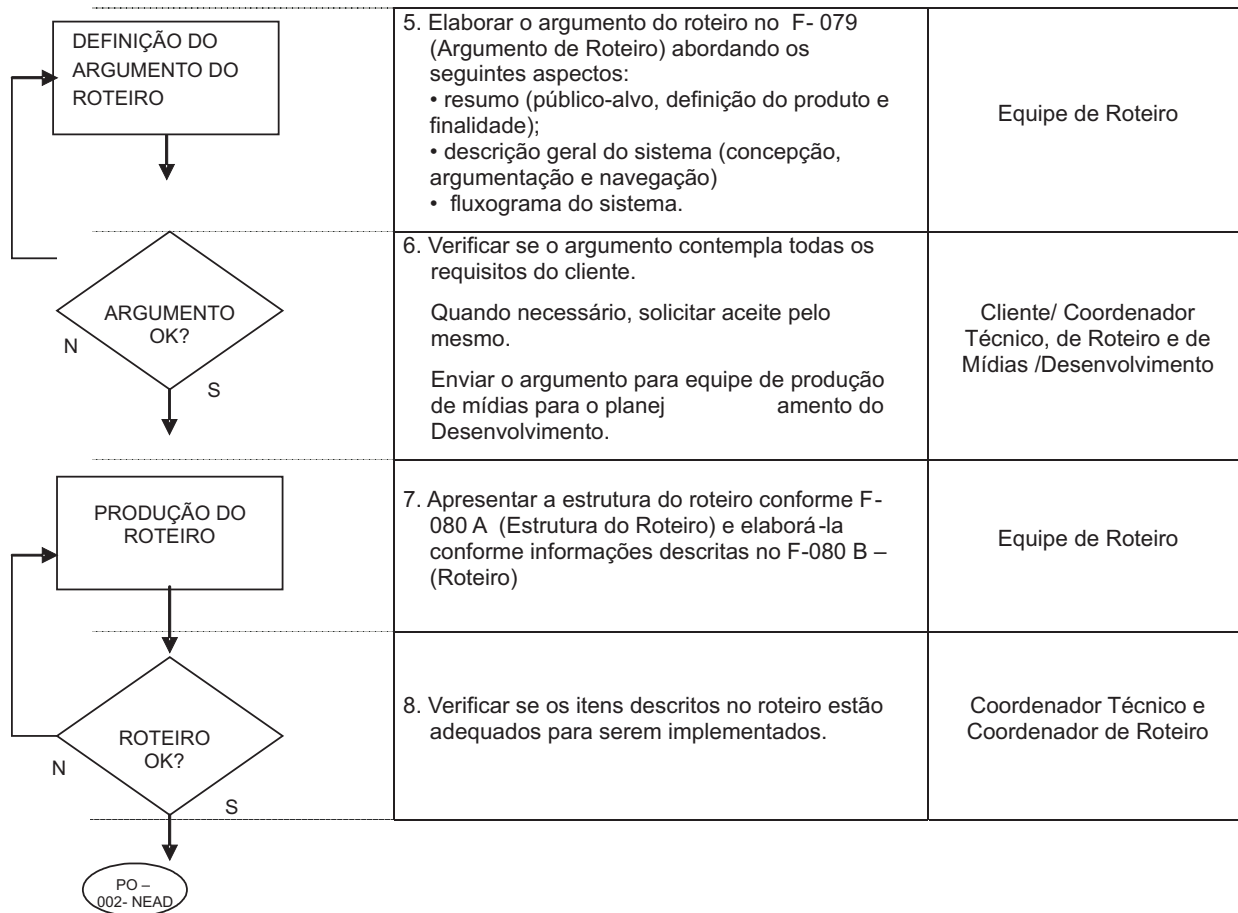 DEFINIÇÃO DO
ARGUMENTO DO
ROTEIRO
5. Elaborar o argumento do roteiro no F- 079
(Argumento de Roteiro) abordando os
seguintes aspectos:
• resumo (público-alvo, definição do produto e
finalidade);
• descrição geral do sistema (concepção,
argumentação e navegação)
• fluxograma do sistema.
Equipe de Roteiro
ARGUMENTO
OK?
N
S
6. Verificar se o argumento contempla todas os
requisitos do cliente.
Quando necessário, solicitar aceite pelo
mesmo.
Enviar o argumento para equipe de produção
de mídias para o planej amento do
Desenvolvimento.
Cliente/ Coordenador
Técnico, de Roteiro e de
Mídias /Desenvolvimento
PRODUÇÃO DO
ROTEIRO
7. Apresentar a estrutura do roteiro conforme F-
080 A (Estrutura do Roteiro) e elaborá-la
conforme informações descritas no F-080 B –
(Roteiro)
Equipe de Roteiro
ROTEIRO
OK?
N
S
8. Verificar se os itens descritos no roteiro estão
adequados para serem implementados.
Coordenador Técnico e
Coordenador de Roteiro
PO –
002- NEAD